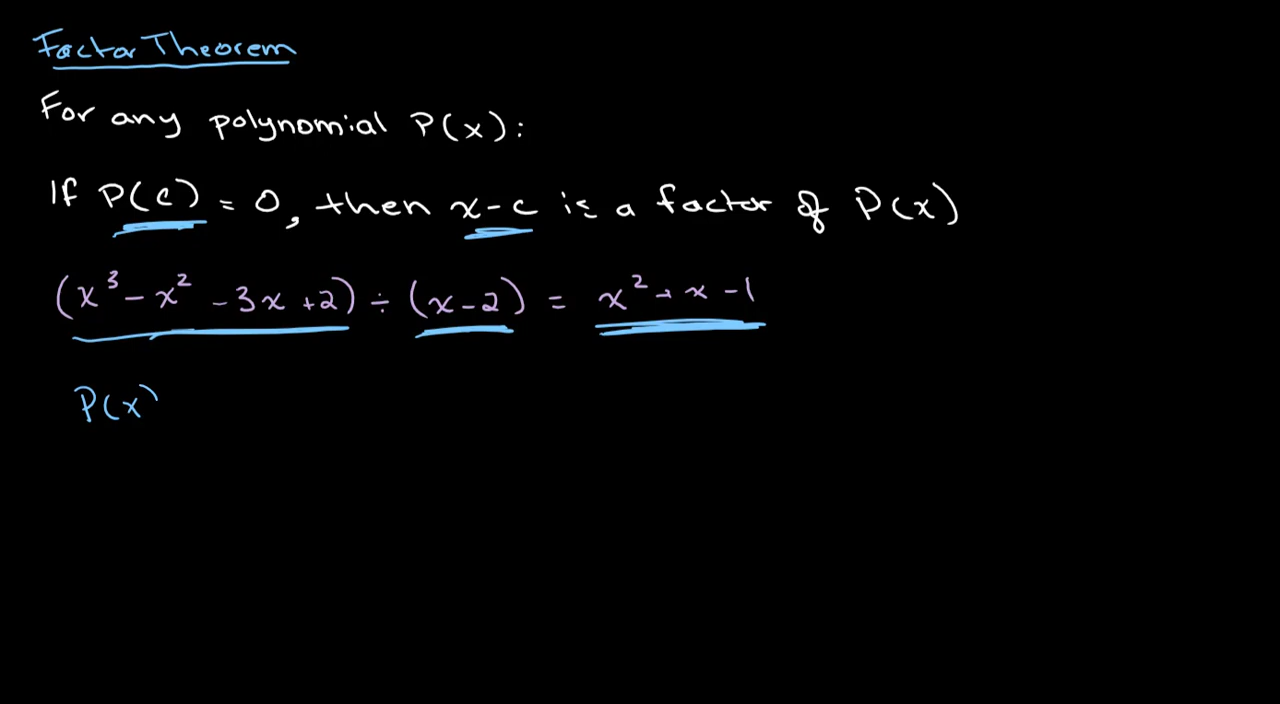 Factor Theorem
For any polynomial P(x):
If P(c) = 0, then x-c is a factor of P(x)
(x³ - x² - 3x + 2) ÷ (x - 2) = x² + x - 1
P(x)